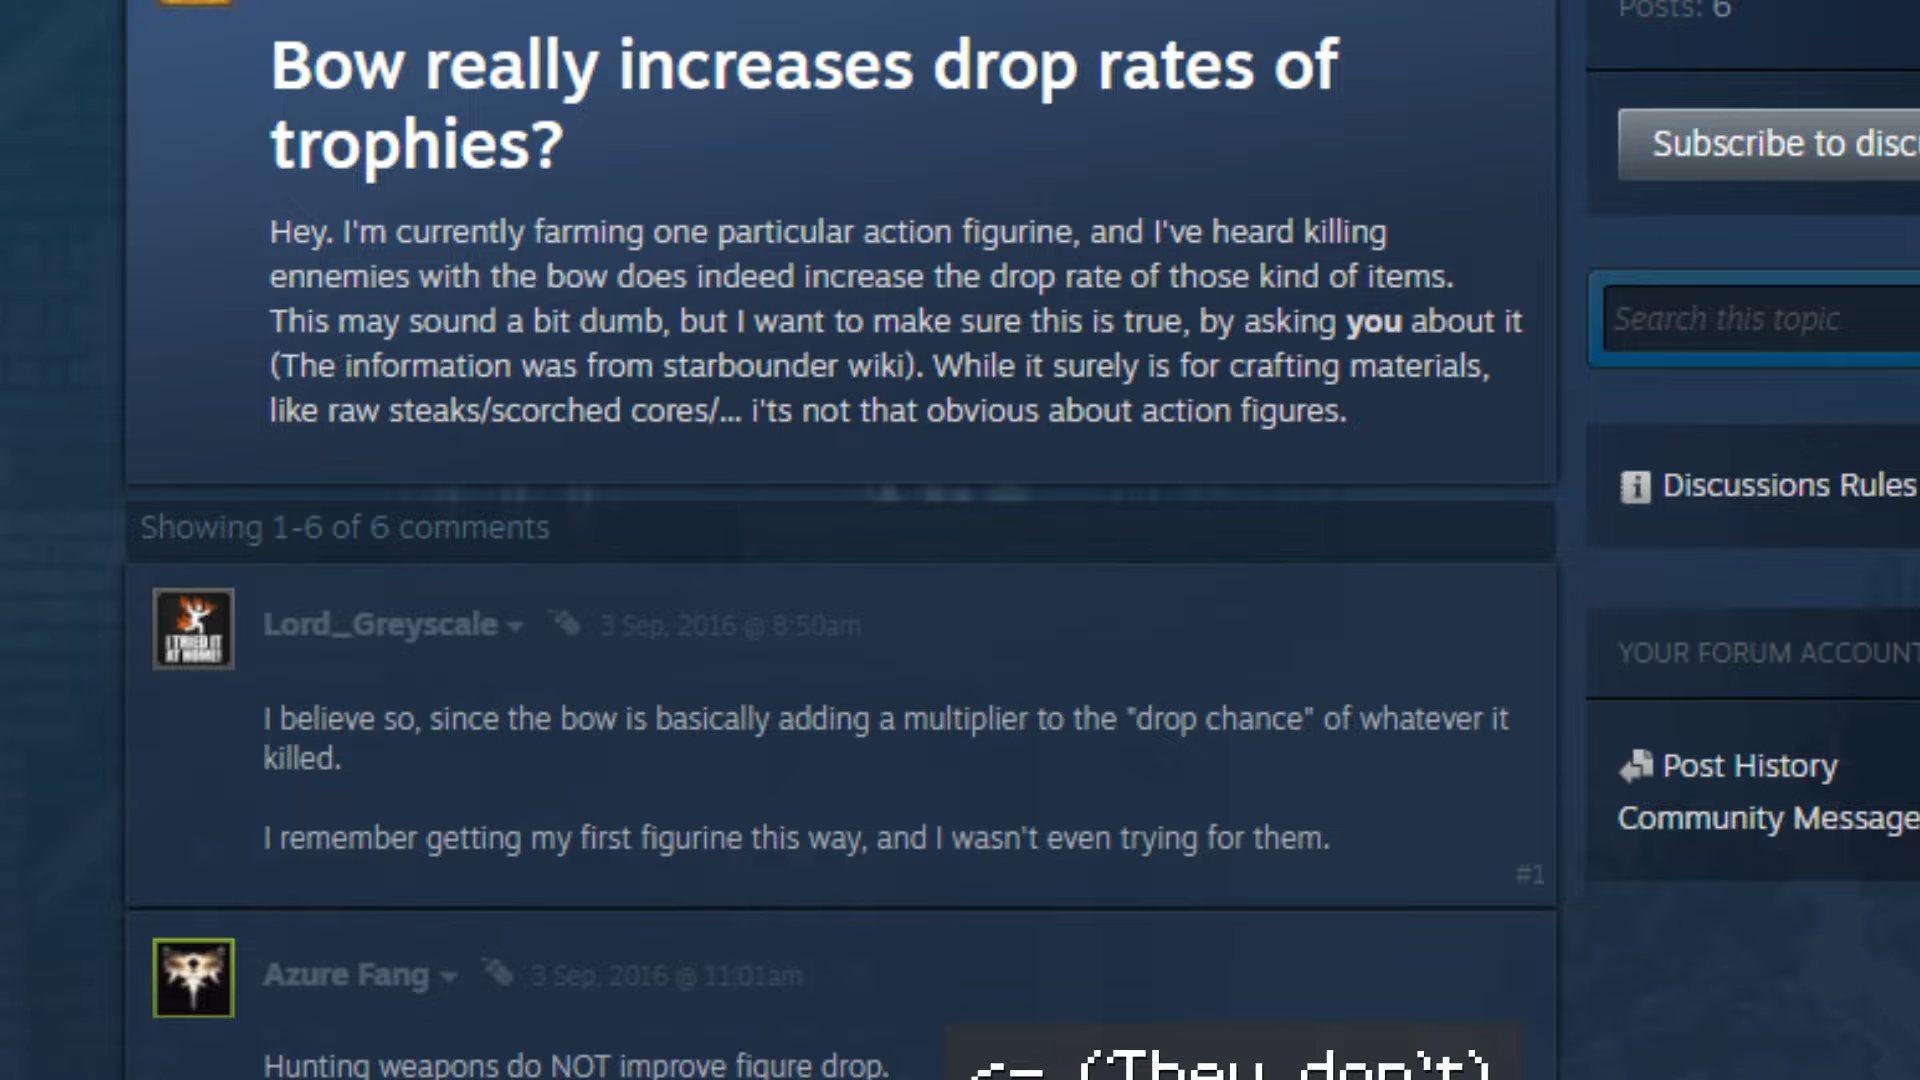 Posts: 6
Bow really increases drop rates of
trophies?
Subscribe to disc
Hey. I'm currently farming one particular action figurine, and I've heard killing
ennemies with the bow does indeed increase the drop rate of those kind of items.
This may sound a bit dumb, but I want to make sure this is true, by asking you about it
(The information was from starbounder wiki). While it surely is for crafting materials,
like raw steaks/scorched cores/... i'ts not that obvious about action figures.
Search this topic
Discussions Rules
Showing 1-6 of 6 comments
Lord_Greyscale 3 Sep, 2016 @ 8:50am
I TRIED IT
AT HOME!
I believe so, since the bow is basically adding a multiplier to the "drop chance" of whatever it
killed.
I remember getting my first figurine this way, and I wasn't even trying for them.
#1
YOUR FORUM ACCOUNT
Post History
Community Message
Azure Fang 3 Sep, 2016 @ 11:01am
Hunting weapons do NOT improve figure drop.
<- (They don't)